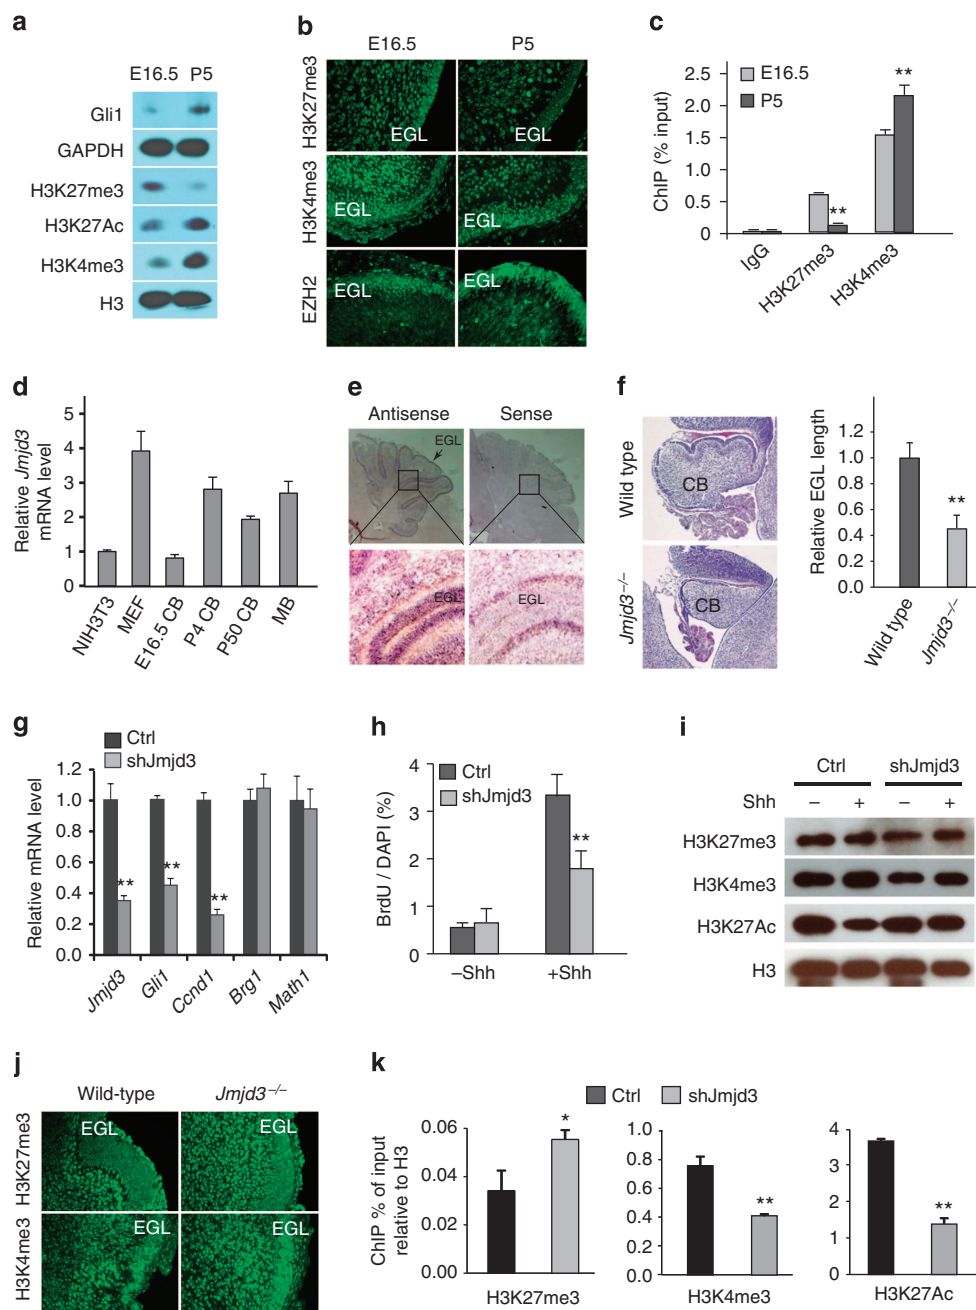 a
E16.5 P5
Gli1
GAPDH
H3K27me3
H3K27Ac
H3K4me3
H3
b
E16.5 P5
H3K27me3
EGL EGL
H3K4me3
EGL EGL
EZH2
EGL EGL
c
E16.5
P5
ChIP (% input)
2.5
2.0
1.5
1.0
0.5
0
**
**
IgG
H3K27me3
H3K4me3
d
Relative Jmjd3 mRNA level
5
4
3
2
1
0
NIH3T3
MEF
E16.5 CB
P4 CB
P50 CB
MB
e
Antisense Sense
EGL
EGL EGL
f
Wild type
CB
Jmjd3–/–
CB
Relative EGL length
1.2
1.0
0.8
0.6
0.4
0.2
0.0
**
Wild type
Jmjd3–/–
g
Ctrl
shJmjd3
Relative mRNA level
1.2
1.0
0.8
0.6
0.4
0.2
0.0
**
**
**
Jmjd3
Gli1
Ccnd1
Brg1
Math1
h
Ctrl
shJmjd3
BrdU / DAPI (%)
4
3
2
1
0
**
–Shh +Shh
i
Ctrl shJmjd3
Shh – + – +
H3K27me3
H3K4me3
H3K27Ac
H3
j
Wild-type Jmjd3–/–
H3K27me3
EGL EGL
H3K4me3
EGL EGL
k
Ctrl shJmjd3
ChIP % of input
relative to H3
0.06
0.04
0.02
0.00
*
H3K27me3
1.0
0.8
0.6
0.4
0.2
0.0
**
H3K4me3
4
3
2
1
0
**
H3K27Ac